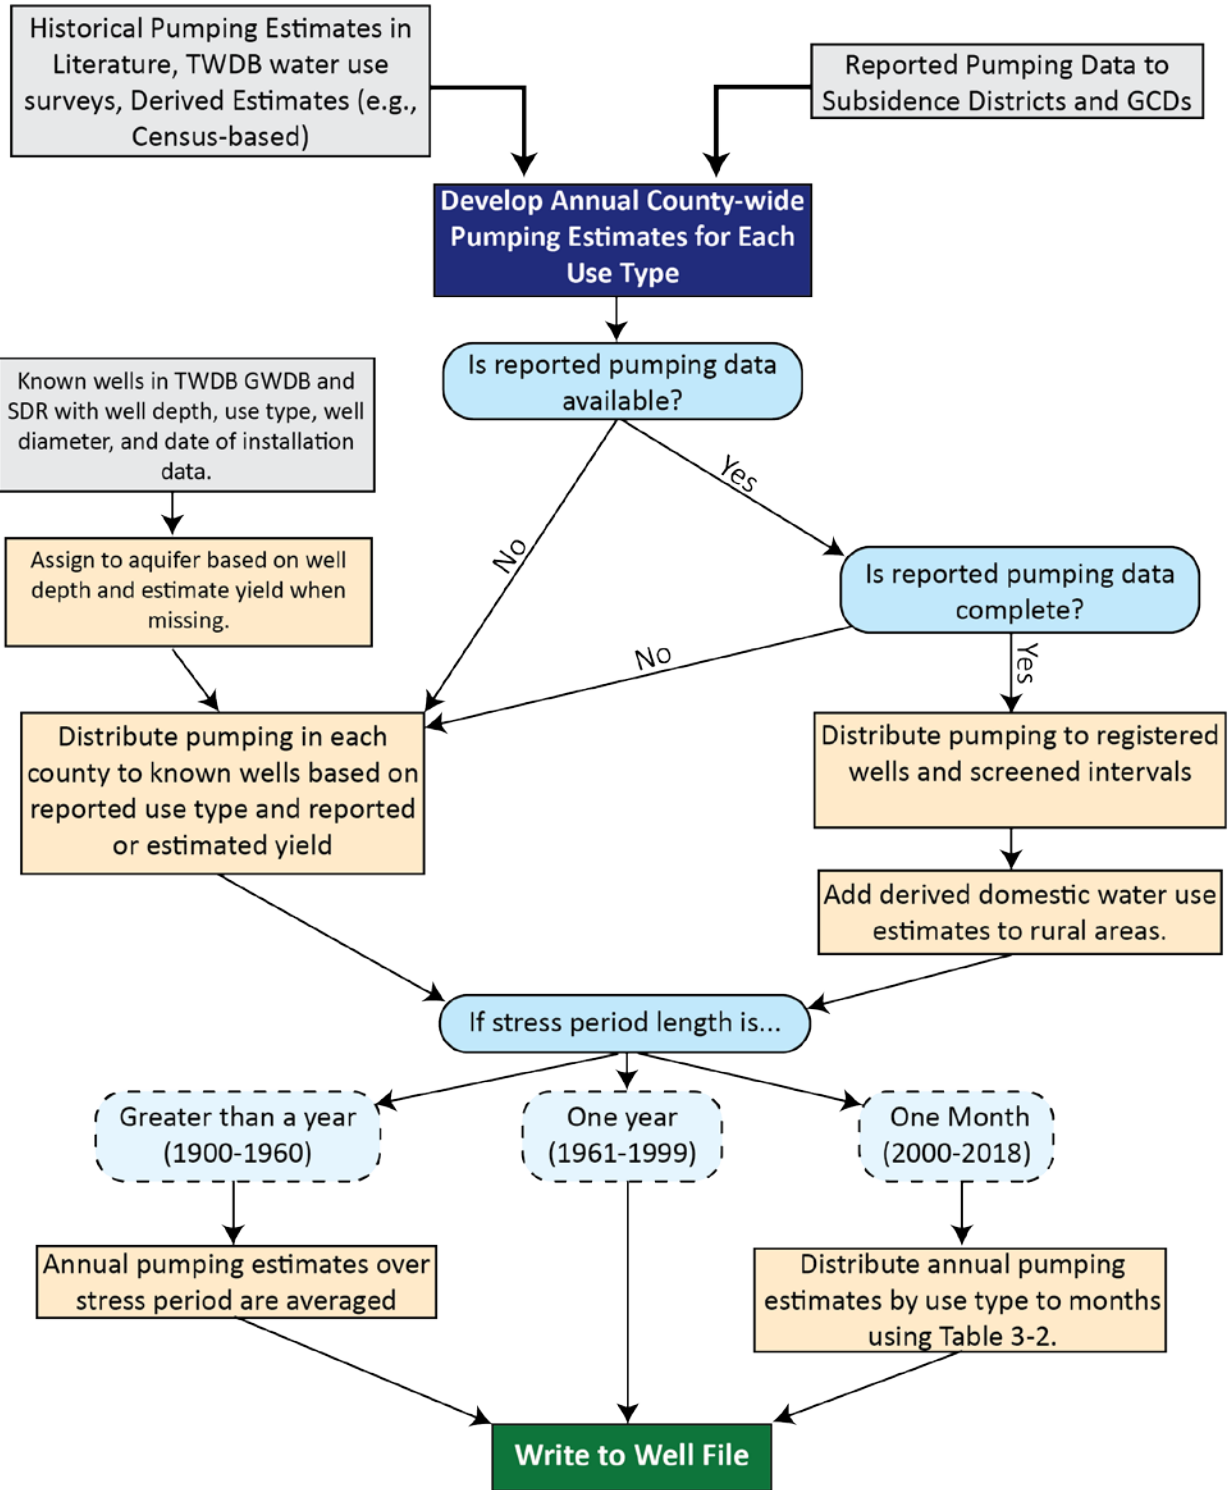 Historical Pumping Estimates in
Literature, TWDB water use
surveys, Derived Estimates (e.g.,
Census-based)
Reported Pumping Data to
Subsidence Districts and GCDs
Develop Annual County-wide
Pumping Estimates for Each
Use Type
Is reported pumping data
available?
Known wells in TWDB GWDB and
SDR with well depth, use type, well
diameter, and date of installation
data.
Yes
No
Assign to aquifer based on well
depth and estimate yield when
missing.
Is reported pumping data
complete?
No
Yes
Distribute pumping in each
county to known wells based on
reported use type and reported
or estimated yield
Distribute pumping to registered
wells and screened intervals
Add derived domestic water use
estimates to rural areas.
If stress period length is...
Greater than a year
(1900-1960)
One year
(1961-1999)
One Month
(2000-2018)
Annual pumping estimates over
stress period are averaged
Distribute annual pumping
estimates by use type to months
using Table 3-2.
Write to Well File